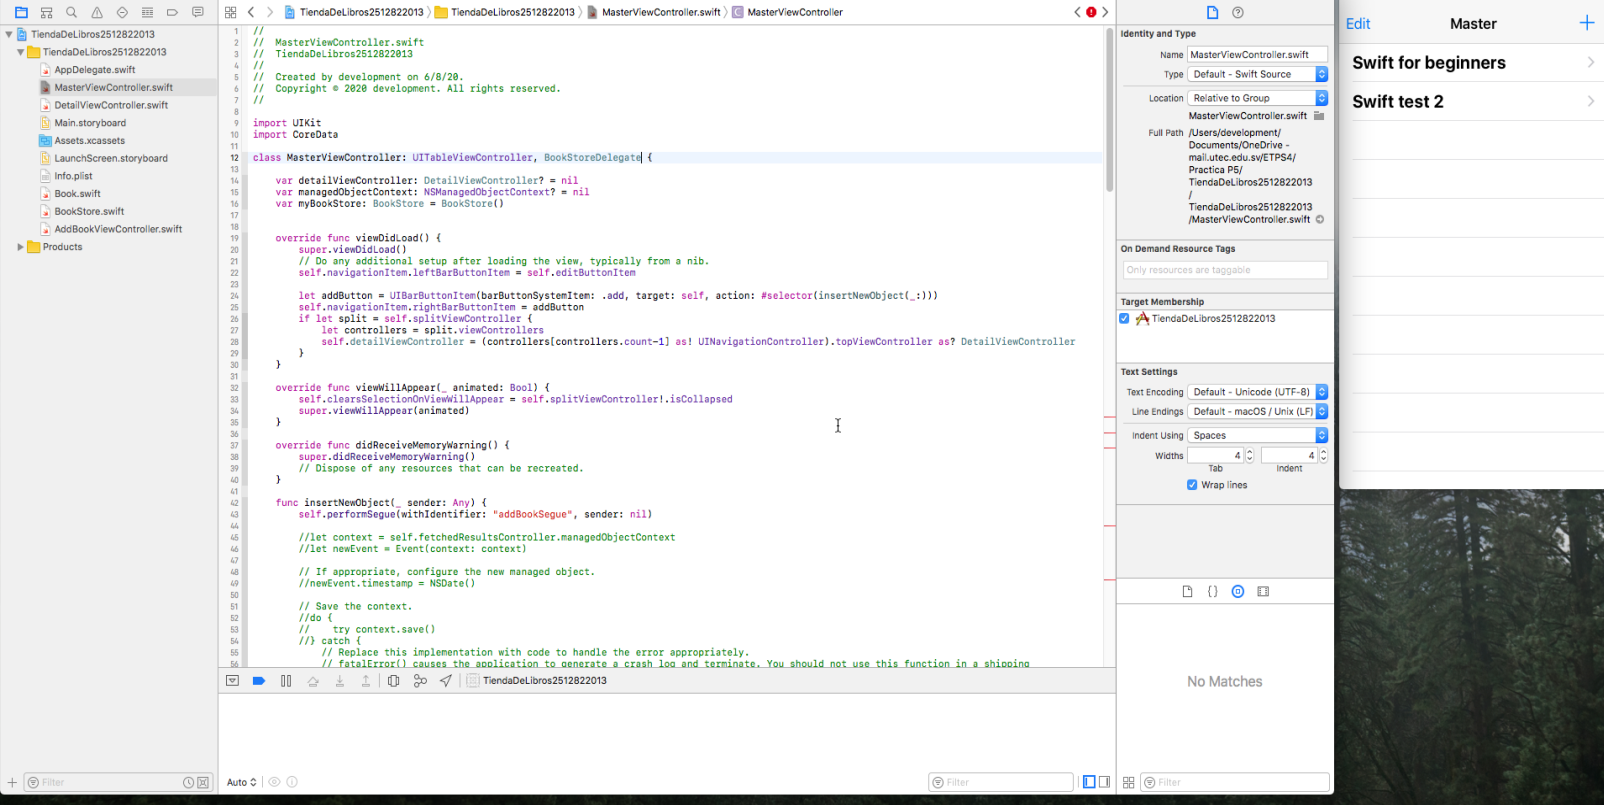 TiendaDeLibros2512822013
TiendaDeLibros2512822013
AppDelegate.swift
MasterViewController.swift
DetailViewController.swift
Main.storyboard
Assets.xcassets
LaunchScreen.storyboard
Info.plist
Book.swift
BookStore.swift
AddBookViewController.swift
Products
Filter
TiendaDeLibros2512822013 TiendaDeLibros2512822013 MasterViewController.swift C MasterViewController
1 //
2 // MasterViewController.swift
3 // TiendaDeLibros2512822013
4 //
5 // Created by development on 6/8/20.
6 // Copyright © 2020 development. All rights reserved.
7 //
8
9 import UIKit
10 import CoreData
11
12 class MasterViewController: UITableViewController, BookStoreDelegate {
13
14 var detailViewController: DetailViewController? = nil
15 var managedObjectContext: NSManagedObjectContext? = nil
16 var myBookStore: BookStore = BookStore()
17
18
19 override func viewDidLoad() {
20 super.viewDidLoad()
21 // Do any additional setup after loading the view, typically from a nib.
22 self.navigationItem.leftBarButtonItem = self.editButtonItem
23
24 let addButton = UIBarButtonItem(barButtonSystemItem: .add, target: self, action: #selector(insertNewObject(_:)))
25 self.navigationItem.rightBarButtonItem = addButton
26 if let split = self.splitViewController {
27 let controllers = split.viewControllers
28 self.detailViewController = (controllers[controllers.count-1] as! UINavigationController).topViewController as? DetailViewController
29 }
30 }
31
32 override func viewWillAppear(_ animated: Bool) {
33 self.clearsSelectionOnViewWillAppear = self.splitViewController!.isCollapsed
34 super.viewWillAppear(animated)
35 }
36
37 override func didReceiveMemoryWarning() {
38 super.didReceiveMemoryWarning()
39 // Dispose of any resources that can be recreated.
40 }
41
42 func insertNewObject(_ sender: Any) {
43 self.performSegue(withIdentifier: "addBookSegue", sender: nil)
44
45 //let context = self.fetchedResultsController.managedObjectContext
46 //let newEvent = Event(context: context)
47
48 // If appropriate, configure the new managed object.
49 //newEvent.timestamp = NSDate()
50
51 // Save the context.
52 //do {
53 // try context.save()
54 //} catch {
55 // Replace this implementation with code to handle the error appropriately.
56 // fatalError() causes the application to generate a crash log and terminate. You should not use this function in a shipping
TiendaDeLibros2512822013
Auto
Filter
Identity and Type
Name MasterViewController.swift
Type Default - Swift Source
Location Relative to Group
MasterViewController.swift
Full Path /Users/development/
Documents/OneDrive -
mail.utec.edu.sv/ETPS4/
Practica P5/
TiendaDeLibros2512822013
/
TiendaDeLibros2512822013
/MasterViewController.swift
On Demand Resource Tags
Only resources are taggable
Target Membership
TiendaDeLibros2512822013
Text Settings
Text Encoding Default - Unicode (UTF-8)
Line Endings Default - macOS / Unix (LF)
Indent Using Spaces
Widths 4 4
Tab Indent
Wrap lines
{ }
No Matches
Filter
Edit Master +
Swift for beginners
Swift test 2